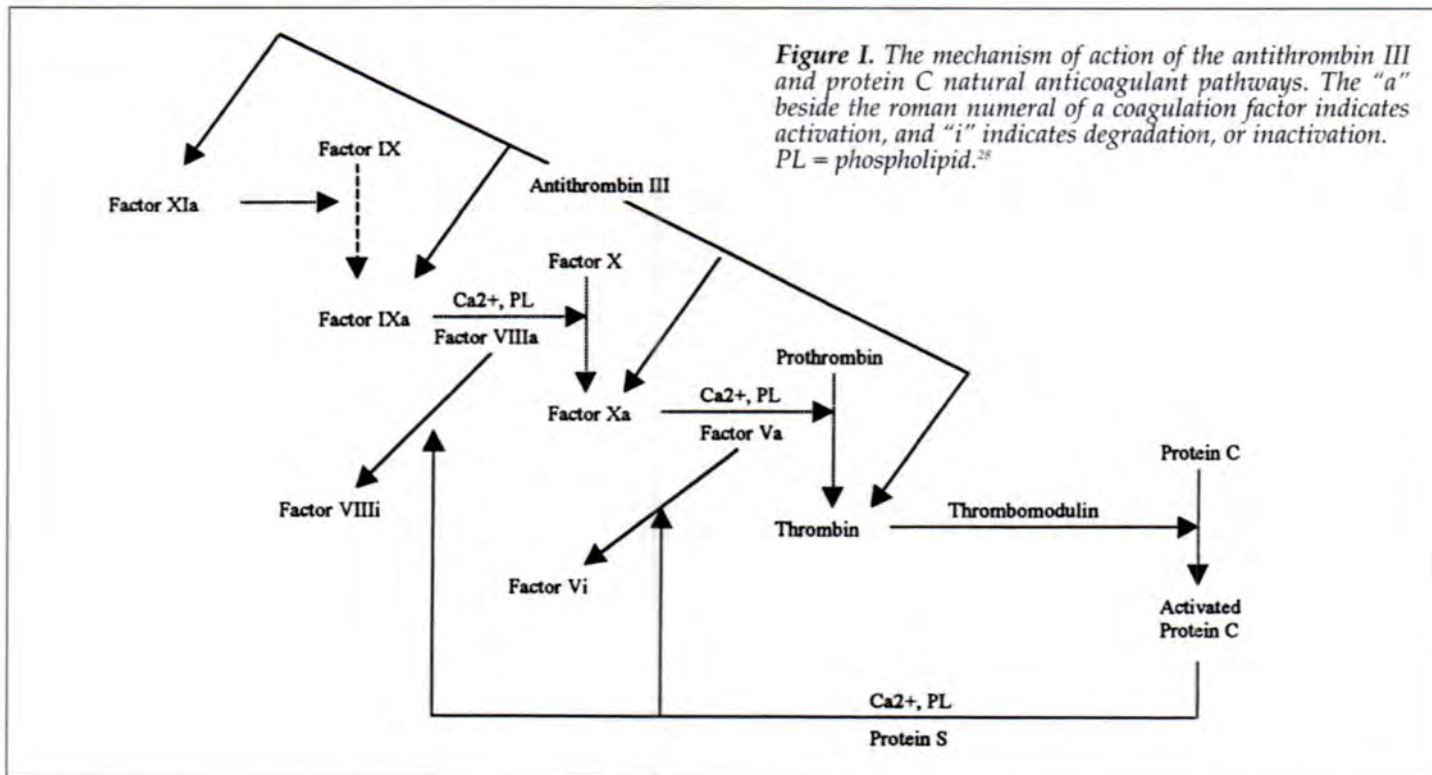 Figure I. The mechanism of action of the antithrombin III
and protein C natural anticoagulant pathways. The "a"
beside the roman numeral of a coagulation factor indicates
activation, and "i" indicates degradation, or inactivation.
PL = phospholipid.²⁸
Factor IX
Antithrombin III
Factor XIa
Factor X
Ca2+, PL
Factor IXa
Factor VIIIa
Prothrombin
Ca2+, PL
Factor Xa
Factor Va
Protein C
Factor VIIIi
Thrombomodulin
Thrombin
Factor Vi
Activated
Protein C
Ca2+, PL
Protein S